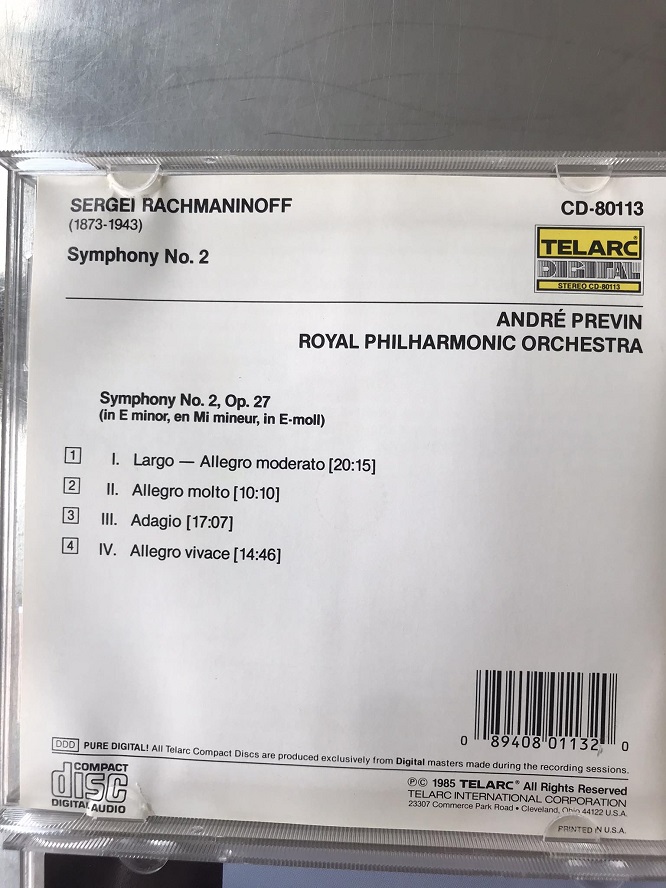 SERGEI RACHMANINOFF
(1873-1943)
Symphony No. 2
CD-80113
TELARC®
DIGITAL
STEREO CD-80113
ANDRÉ PREVIN
ROYAL PHILHARMONIC ORCHESTRA
Symphony No. 2, Op. 27
(in E minor, en Mi mineur, in E-moll)
1 I. Largo — Allegro moderato [20:15]
2 II. Allegro molto [10:10]
3 III. Adagio [17:07]
4 IV. Allegro vivace [14:46]
0 89408 01132 0
DDD PURE DIGITAL! All Telarc Compact Discs are produced exclusively from Digital masters made during the recording sessions.
COMPACT
disc
DIGITAL AUDIO
℗© 1985 TELARC® All Rights Reserved
TELARC INTERNATIONAL CORPORATION
23307 Commerce Park Road • Cleveland, Ohio 44122 U.S.A.
PRINTED IN U.S.A.